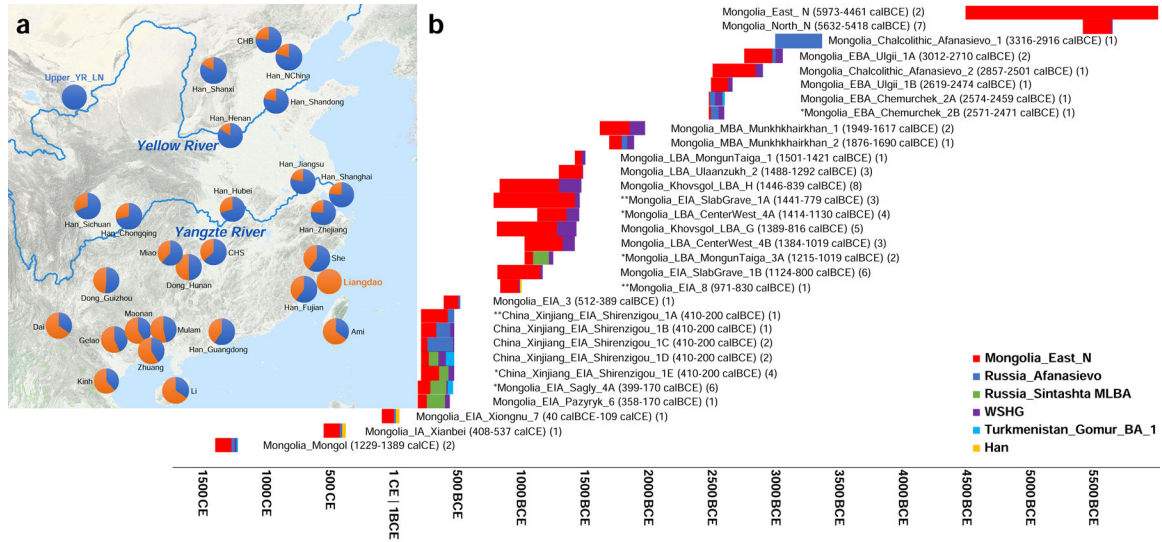 a
CHB
Han_NChina
Han_Shanxi
Upper_YR_LN
Han_Shandong
Han_Henan
Yellow River
Han_Jiangsu
Han_Shanghai
Han_Hubei
Han_Sichuan
Han_Chongqing
Yangzte River
Han_Zhejiang
Miao
CHS
She
Dong_Hunan
Dong_Guizhou
Liangdao
Han_Fujian
Maonan
Dai
Mulam
Ami
Gelao
Han_Guangdong
Zhuang
Kinh
Li
b
Mongolia_East_ N (5973-4461 calBCE) (2)
Mongolia_North_N (5632-5418 calBCE) (7)
Mongolia_Chalcolithic_Afanasievo_1 (3316-2916 calBCE) (1)
Mongolia_EBA_Ulgii_1A (3012-2710 calBCE) (2)
Mongolia_Chalcolithic_Afanasievo_2 (2857-2501 calBCE) (1)
Mongolia_EBA_Ulgii_1B (2619-2474 calBCE) (1)
Mongolia_EBA_Chemurchek_2A (2574-2459 calBCE) (1)
*Mongolia_EBA_Chemurchek_2B (2571-2471 calBCE) (1)
Mongolia_MBA_Munkhkhairkhan_1 (1949-1617 calBCE) (2)
Mongolia_MBA_Munkhkhairkhan_2 (1876-1690 calBCE) (1)
Mongolia_LBA_MongunTaiga_1 (1501-1421 calBCE) (1)
Mongolia_LBA_Ulaanzukh_2 (1488-1292 calBCE) (3)
Mongolia_Khovsgol_LBA_H (1446-839 calBCE) (8)
**Mongolia_EIA_SlabGrave_1A (1441-779 calBCE) (3)
*Mongolia_LBA_CenterWest_4A (1414-1130 calBCE) (4)
Mongolia_Khovsgol_LBA_G (1389-816 calBCE) (5)
Mongolia_LBA_CenterWest_4B (1384-1019 calBCE) (3)
*Mongolia_LBA_MongunTaiga_3A (1215-1019 calBCE) (2)
Mongolia_EIA_SlabGrave_1B (1124-800 calBCE) (6)
**Mongolia_EIA_8 (971-830 calBCE) (1)
Mongolia_EIA_3 (512-389 calBCE) (1)
**China_Xinjiang_EIA_Shirenzigou_1A (410-200 calBCE) (1)
China_Xinjiang_EIA_Shirenzigou_1B (410-200 calBCE) (1)
China_Xinjiang_EIA_Shirenzigou_1C (410-200 calBCE) (2)
China_Xinjiang_EIA_Shirenzigou_1D (410-200 calBCE) (2)
*China_Xinjiang_EIA_Shirenzigou_1E (410-200 calBCE) (4)
*Mongolia_EIA_Sagly_4A (399-170 calBCE) (6)
Mongolia_EIA_Pazyryk_6 (358-170 calBCE) (1)
Mongolia_EIA_Xiongnu_7 (40 calBCE-109 calCE) (1)
Mongolia_IA_Xianbei (408-537 calCE) (1)
Mongolia_Mongol (1229-1389 calCE) (2)
Mongolia_East_N
Russia_Afanasievo
Russia_Sintashta MLBA
WSHG
Turkmenistan_Gomur_BA_1
Han
1500CE
1000CE
500CE
1 CE | 1BCE
500BCE
1000BCE
1500BCE
2000BCE
2500BCE
3000BCE
3500BCE
4000BCE
4500BCE
5000BCE
5500BCE